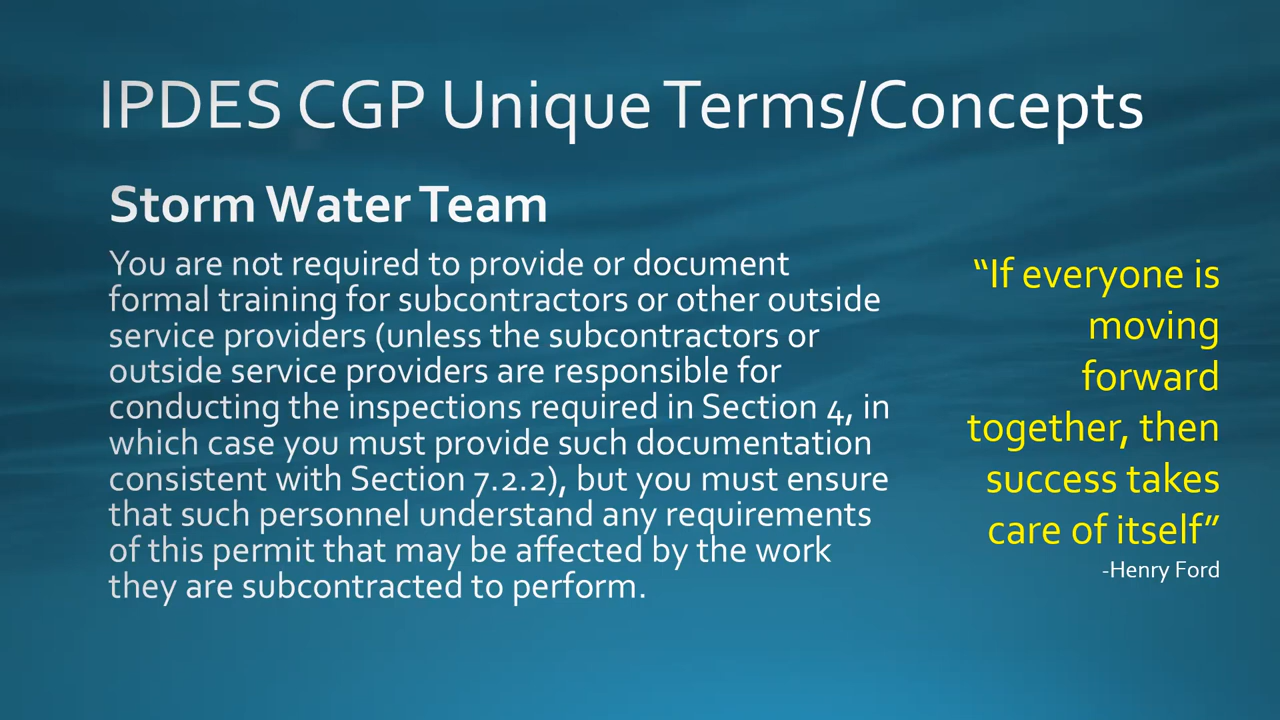 IPDES CGP Unique Terms/Concepts
Storm Water Team
You are not required to provide or document
formal training for subcontractors or other outside
service providers (unless the subcontractors or
outside service providers are responsible for
conducting the inspections required in Section 4, in
which case you must provide such documentation
consistent with Section 7.2.2), but you must ensure
that such personnel understand any requirements
of this permit that may be affected by the work
they are subcontracted to perform.
“If everyone is
moving
forward
together, then
success takes
care of itself”
-Henry Ford